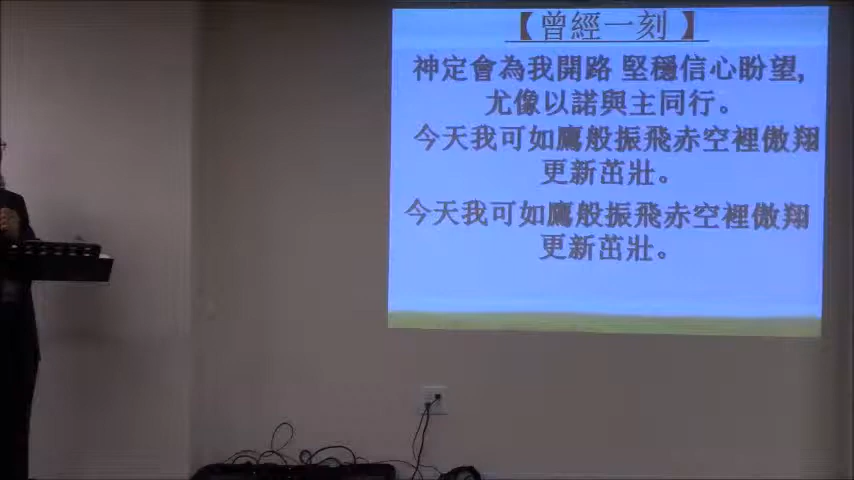 【曾經一刻】
神定會為我開路 堅穩信心盼望,
尤像以諾與主同行。
今天我可如鷹般振飛赤空裡傲翔
更新茁壯。
今天我可如鷹般振飛赤空裡傲翔
更新茁壯。